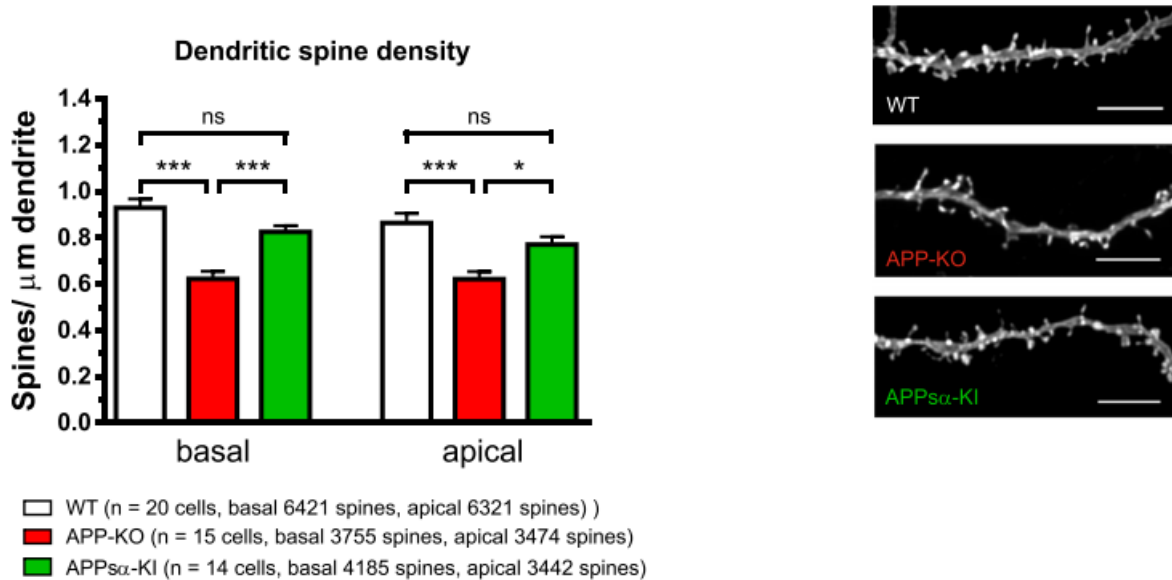 Dendritic spine density
Spines/ μm dendrite
1.4
1.2
1.0
0.8
0.6
0.4
0.2
0.0
ns
ns
*** ***
*** *
basal
apical
WT (n = 20 cells, basal 6421 spines, apical 6321 spines) )
APP-KO (n = 15 cells, basal 3755 spines, apical 3474 spines)
APPsα-KI (n = 14 cells, basal 4185 spines, apical 3442 spines)
WT
APP-KO
APPsα-KI